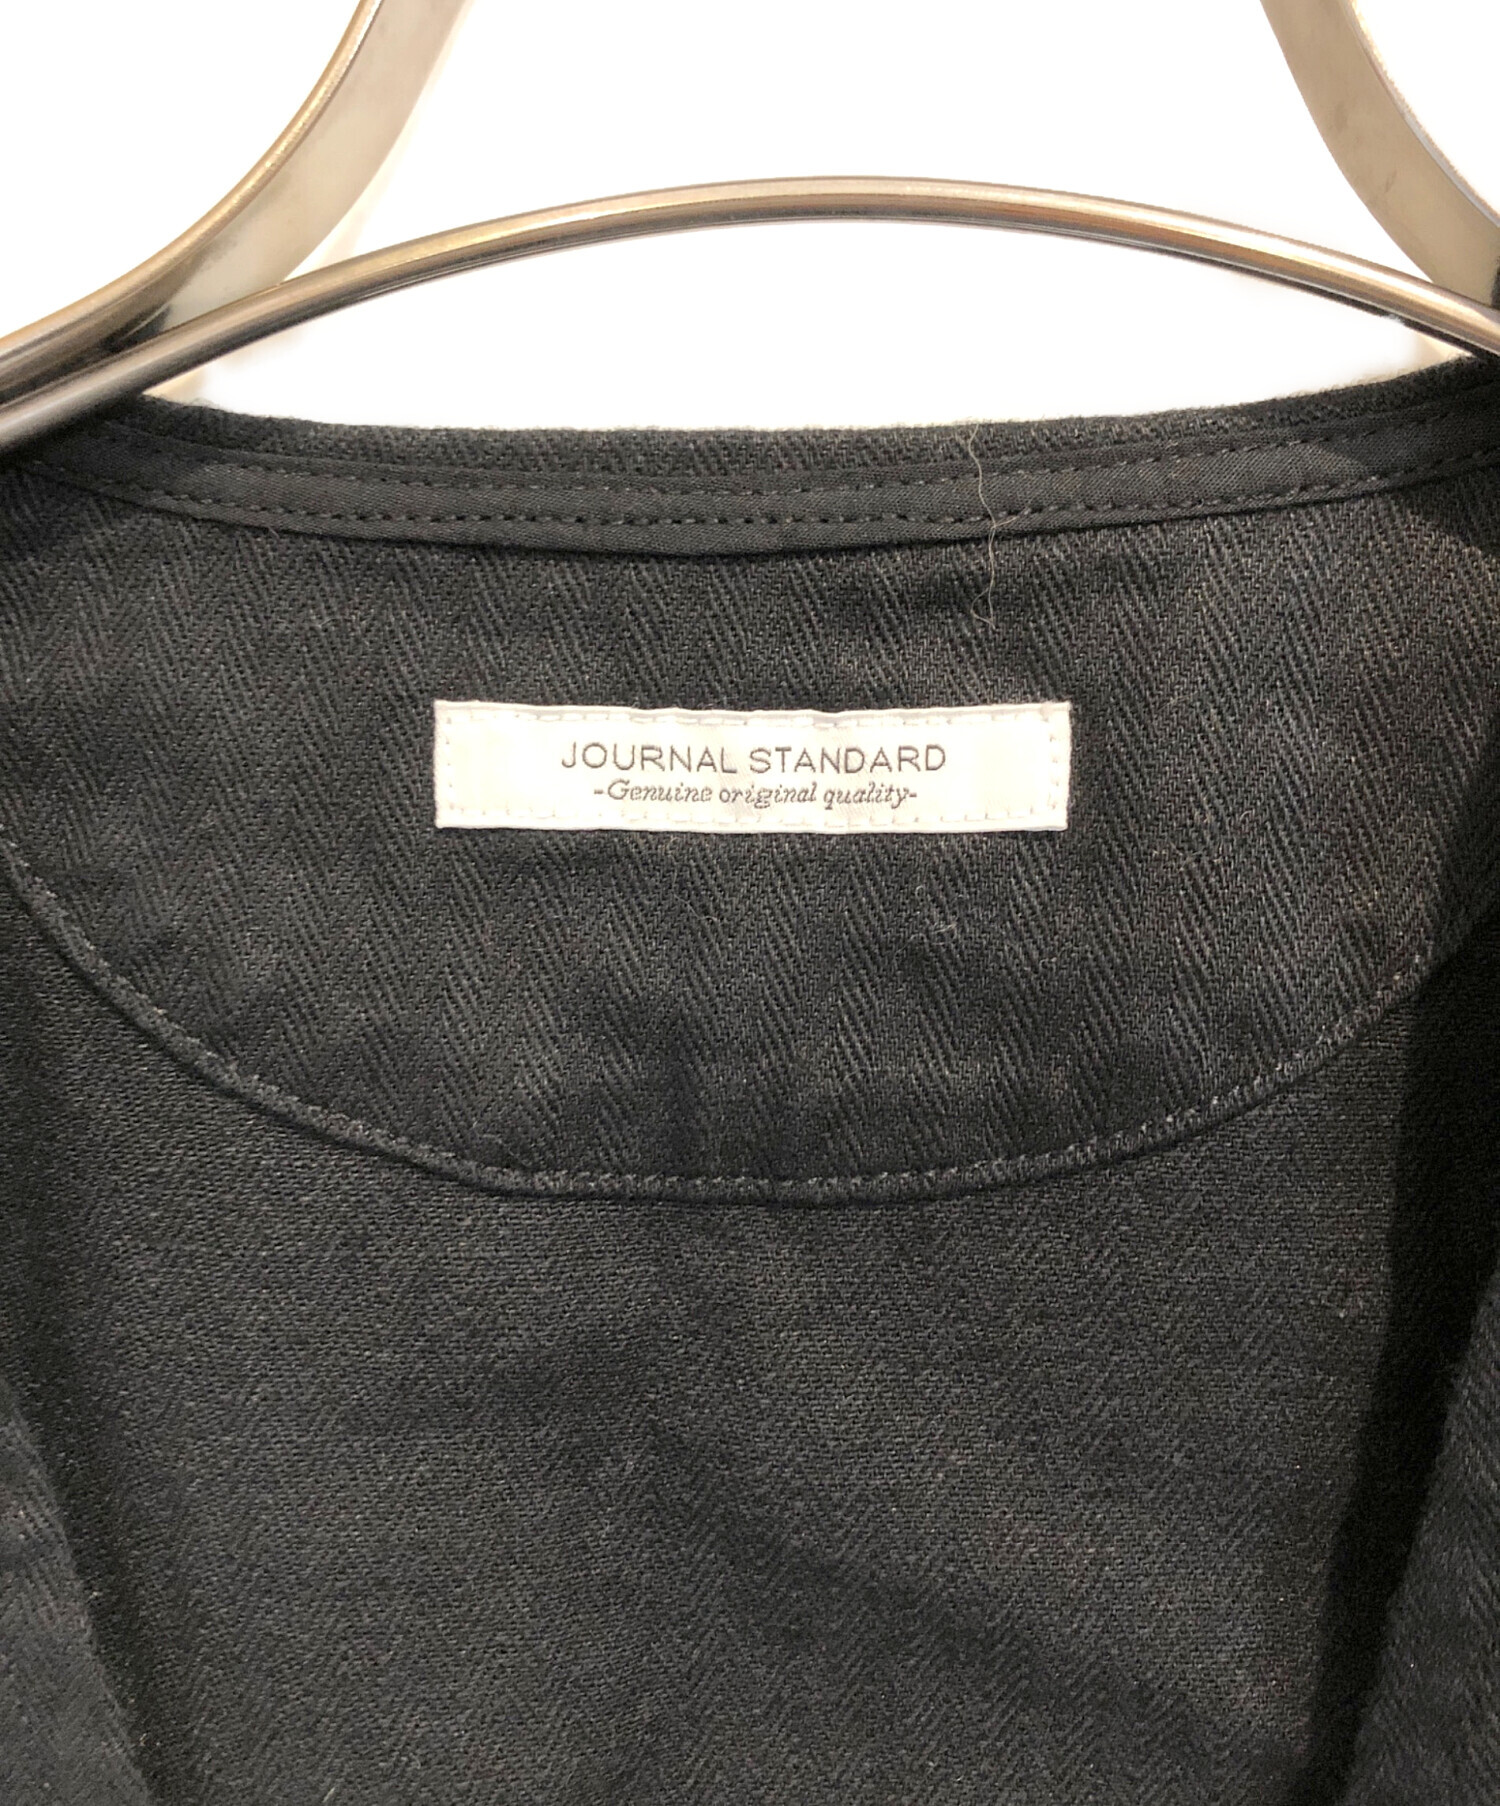 JOURNAL STANDARD
-Genuine original quality-